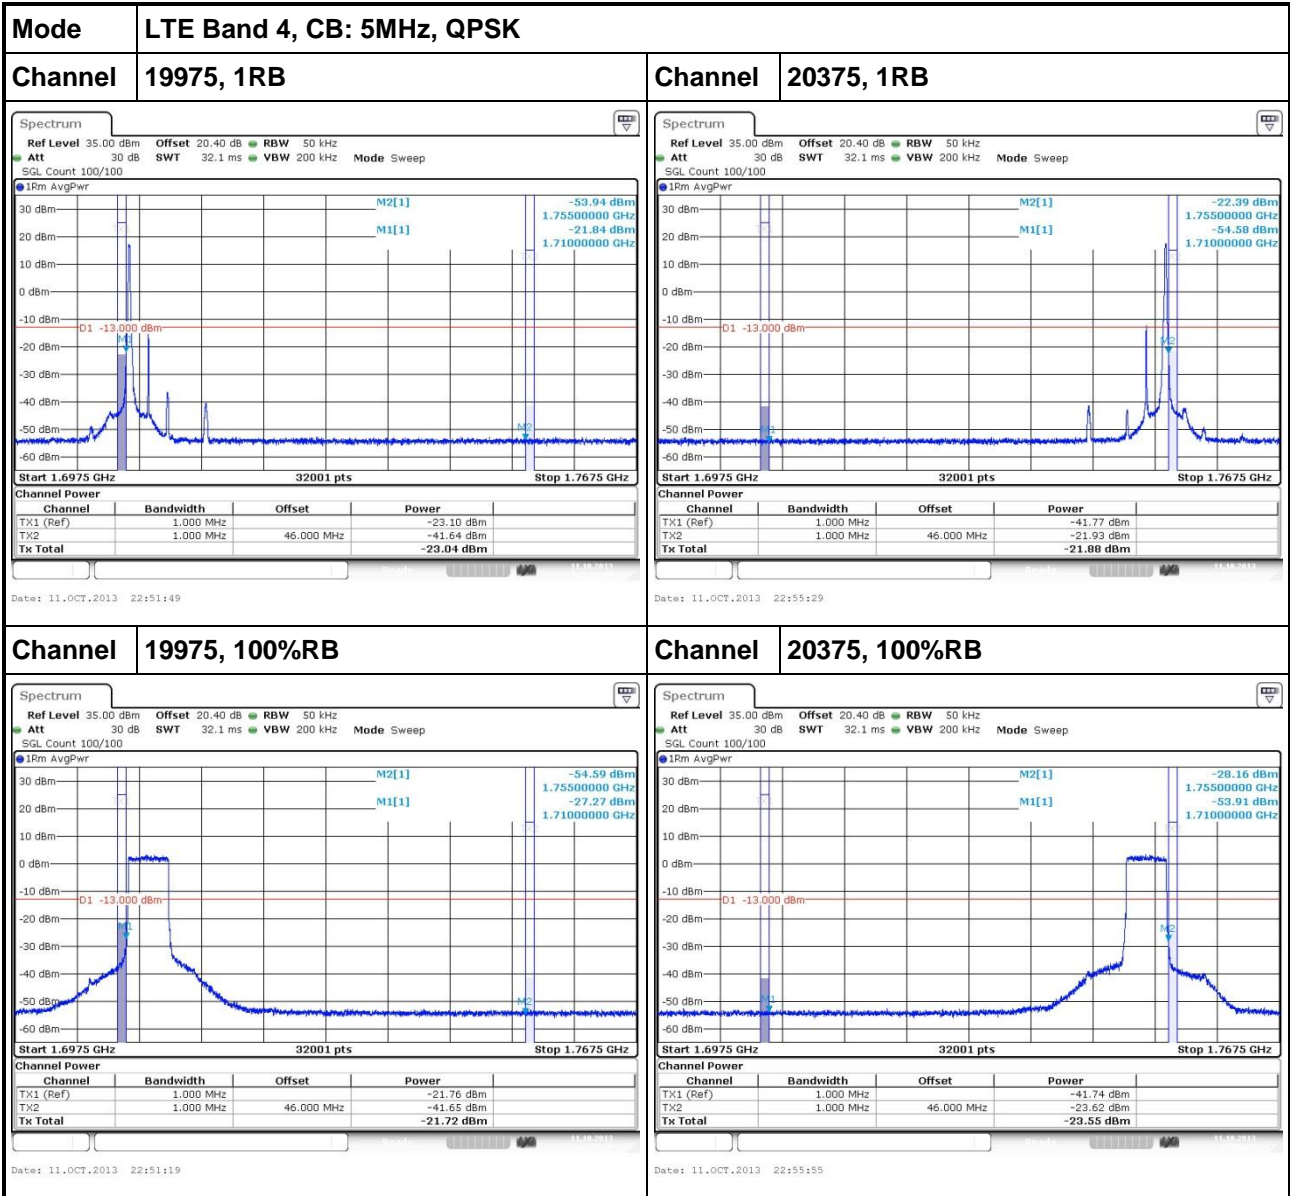 Mode LTE Band 4, CB: 5MHz, QPSK
Channel 19975, 1RB
Spectrum
Ref Level 35.00 dBm Offset 20.40 dB RBW 50 kHz
Att 30 dB SWT 32.1 ms VBW 200 kHz Mode Sweep
SGL Count 100/100
1Rm AvgPwr
M2[1] -53.94 dBm
1.75500000 GHz
M1[1] -21.84 dBm
1.71000000 GHz
30 dBm
20 dBm
10 dBm
0 dBm
-10 dBm
D1 -13.000 dBm
M1
-20 dBm
-30 dBm
-40 dBm
-50 dBm
M2
-60 dBm
Start 1.6975 GHz 32001 pts Stop 1.7675 GHz
Channel Power
Channel Bandwidth Offset Power
TX1 (Ref) 1.000 MHz -23.10 dBm
TX2 1.000 MHz 46.000 MHz -41.64 dBm
Tx Total -23.04 dBm
Date: 11.OCT.2013 22:51:49
Channel 20375, 1RB
Spectrum
Ref Level 35.00 dBm Offset 20.40 dB RBW 50 kHz
Att 30 dB SWT 32.1 ms VBW 200 kHz Mode Sweep
SGL Count 100/100
1Rm AvgPwr
M2[1] -22.39 dBm
1.75500000 GHz
M1[1] -54.58 dBm
1.71000000 GHz
30 dBm
20 dBm
10 dBm
0 dBm
-10 dBm
D1 -13.000 dBm
M2
-20 dBm
-30 dBm
-40 dBm
-50 dBm
M1
-60 dBm
Start 1.6975 GHz 32001 pts Stop 1.7675 GHz
Channel Power
Channel Bandwidth Offset Power
TX1 (Ref) 1.000 MHz -41.77 dBm
TX2 1.000 MHz 46.000 MHz -21.93 dBm
Tx Total -21.88 dBm
Date: 11.OCT.2013 22:55:29
Channel 19975, 100%RB
Spectrum
Ref Level 35.00 dBm Offset 20.40 dB RBW 50 kHz
Att 30 dB SWT 32.1 ms VBW 200 kHz Mode Sweep
SGL Count 100/100
1Rm AvgPwr
M2[1] -54.59 dBm
1.75500000 GHz
M1[1] -27.27 dBm
1.71000000 GHz
30 dBm
20 dBm
10 dBm
0 dBm
-10 dBm
D1 -13.000 dBm
-20 dBm
M1
-30 dBm
-40 dBm
-50 dBm
M2
-60 dBm
Start 1.6975 GHz 32001 pts Stop 1.7675 GHz
Channel Power
Channel Bandwidth Offset Power
TX1 (Ref) 1.000 MHz -21.76 dBm
TX2 1.000 MHz 46.000 MHz -41.65 dBm
Tx Total -21.72 dBm
Date: 11.OCT.2013 22:51:19
Channel 20375, 100%RB
Spectrum
Ref Level 35.00 dBm Offset 20.40 dB RBW 50 kHz
Att 30 dB SWT 32.1 ms VBW 200 kHz Mode Sweep
SGL Count 100/100
1Rm AvgPwr
M2[1] -28.16 dBm
1.75500000 GHz
M1[1] -53.91 dBm
1.71000000 GHz
30 dBm
20 dBm
10 dBm
0 dBm
-10 dBm
D1 -13.000 dBm
-20 dBm
M2
-30 dBm
-40 dBm
-50 dBm
M1
-60 dBm
Start 1.6975 GHz 32001 pts Stop 1.7675 GHz
Channel Power
Channel Bandwidth Offset Power
TX1 (Ref) 1.000 MHz -41.74 dBm
TX2 1.000 MHz 46.000 MHz -23.62 dBm
Tx Total -23.55 dBm
Date: 11.OCT.2013 22:55:55